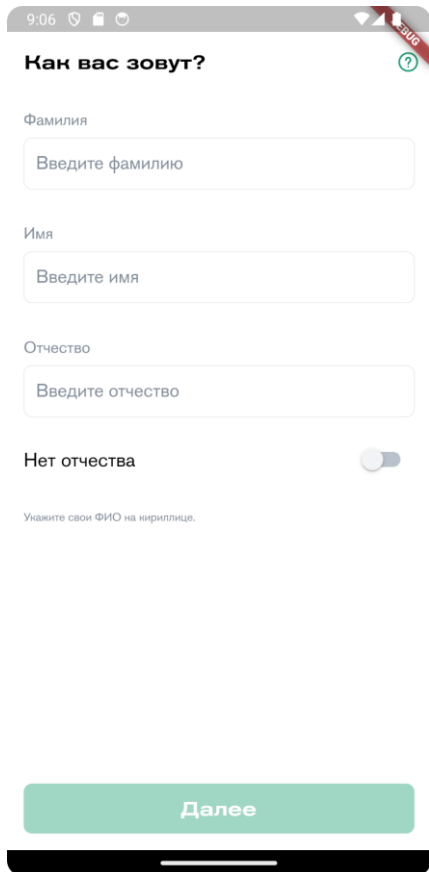 9:06
DEBUG
Как вас зовут?
?
Фамилия
Введите фамилию
Имя
Введите имя
Отчество
Введите отчество
Нет отчества
Укажите свои ФИО на кириллице.
Далее